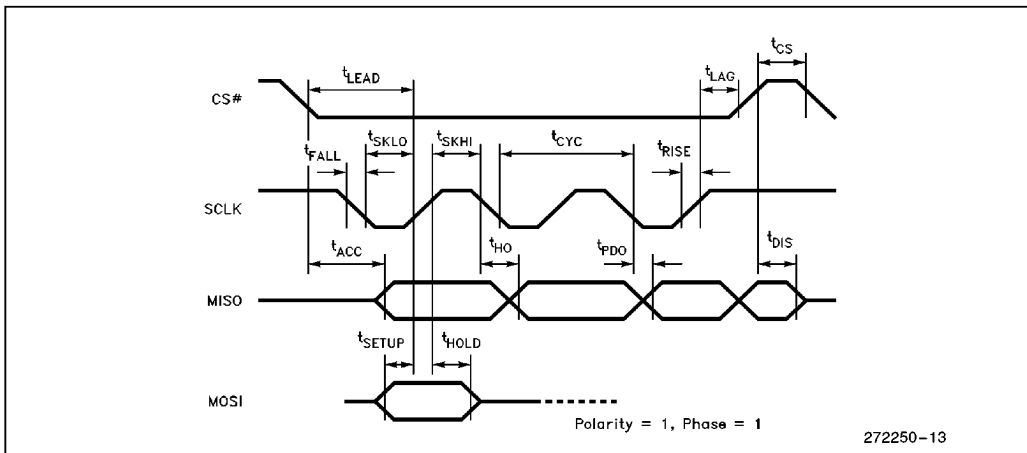 tCS
tLEAD
tLAG
CS#
tSKLO
tSKHI
tCYC
tFALL
tRISE
SCLK
tACC
tHO
tPDO
tDIS
MISO
tSETUP
tHOLD
MOSI
Polarity = 1, Phase = 1
272250-13